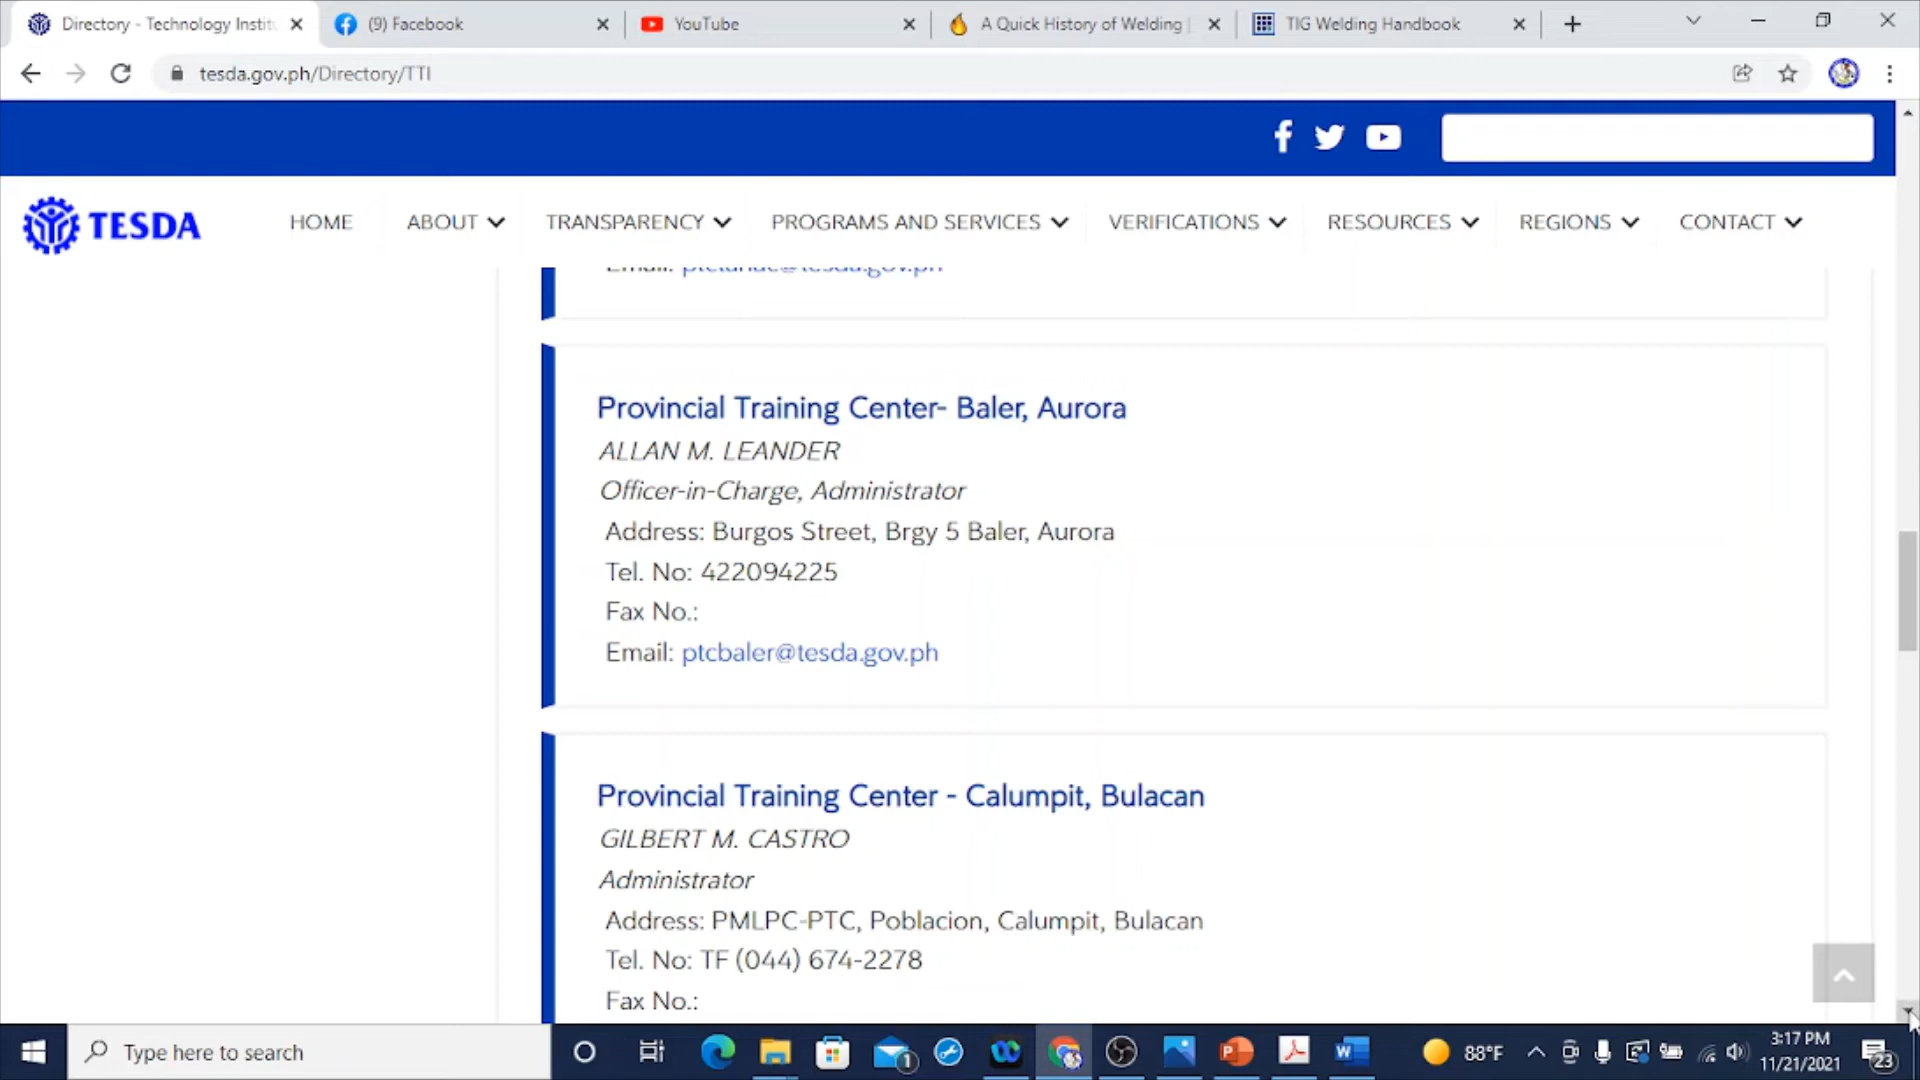 Directory - Technology Instit
(9) Facebook
YouTube
A Quick History of Welding
TIG Welding Handbook
tesda.gov.ph/Directory/TTI
TESDA
HOME
ABOUT
TRANSPARENCY
PROGRAMS AND SERVICES
VERIFICATIONS
RESOURCES
REGIONS
CONTACT
Provincial Training Center- Baler, Aurora
ALLAN M. LEANDER
Officer-in-Charge, Administrator
Address: Burgos Street, Brgy 5 Baler, Aurora
Tel. No: 422094225
Fax No.:
Email: ptcbaler@tesda.gov.ph
Provincial Training Center - Calumpit, Bulacan
GILBERT M. CASTRO
Administrator
Address: PMLPC-PTC, Poblacion, Calumpit, Bulacan
Tel. No: TF (044) 674-2278
Fax No.:
Type here to search
1
88°F
3:17 PM
11/21/2021
23